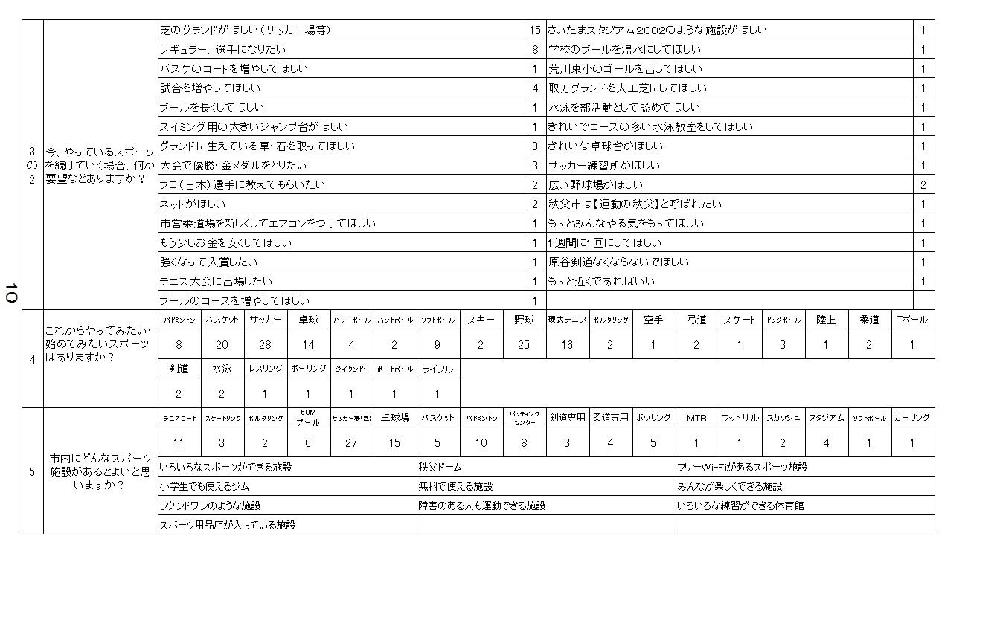 3の2
今、やっているスポーツを続けていく場合、何か要望などありますか？
芝のグランドがほしい（サッカー場等） 15 さいたまスタジアム2002のような施設がほしい 1
レギュラー、選手になりたい 8 学校のプールを温水にしてほしい 1
バスケのコートを増やしてほしい 1 荒川東小のゴールを出してほしい 1
試合を増やしてほしい 4 取方グランドを人工芝にしてほしい 1
プールを長くしてほしい 1 水泳を部活動として認めてほしい 1
スイミング用の大きいジャンプ台がほしい 1 きれいでコースの多い水泳教室をしてほしい 1
グランドに生えている草・石を取ってほしい 3 きれいな卓球台がほしい 1
大会で優勝・金メダルをとりたい 3 サッカー練習所がほしい 1
プロ（日本）選手に教えてもらいたい 2 広い野球場がほしい 2
ネットがほしい 2 秩父市は【運動の秩父】と呼ばれたい 1
市営柔道場を新しくしてエアコンをつけてほしい 1 もっとみんなやる気をもってほしい 1
もう少しお金を安くしてほしい 1 1週間に1回にしてほしい 1
強くなって入賞したい 1 原谷剣道なくならないでほしい 1
テニス大会に出場したい 1 もっと近くであればいい 1
プールのコースを増やしてほしい 1
10
4
これからやってみたい・始めてみたいスポーツはありますか？
バドミントン バスケット サッカー 卓球 バレーボール ハンドボール ソフトボール スキー 野球 硬式テニス ボルタリング 空手 弓道 スケート ドッジボール 陸上 柔道 Tボール
8 20 28 14 4 2 9 2 25 16 2 1 2 1 3 1 2 1
剣道 水泳 レスリング ボーリング ジイクンドー ポートボール ライフル
2 2 1 1 1 1 1
5
市内にどんなスポーツ施設があるとよいと思いますか？
テニスコート スケートリンク ボルタリング 50Mプール サッカー場（芝） 卓球場 バスケット バドミントン バッティングセンター 剣道専用 柔道専用 ボウリング MTB フットサル スカッシュ スタジアム ソフトボール カーリング
11 3 2 6 27 15 5 10 8 3 4 5 1 1 2 4 1 1
いろいろなスポーツができる施設 秩父ドーム フリーWi-Fiがあるスポーツ施設
小学生でも使えるジム 無料で使える施設 みんなが楽しくできる施設
ラウンドワンのような施設 障害のある人も運動できる施設 いろいろな練習ができる体育館
スポーツ用品店が入っている施設